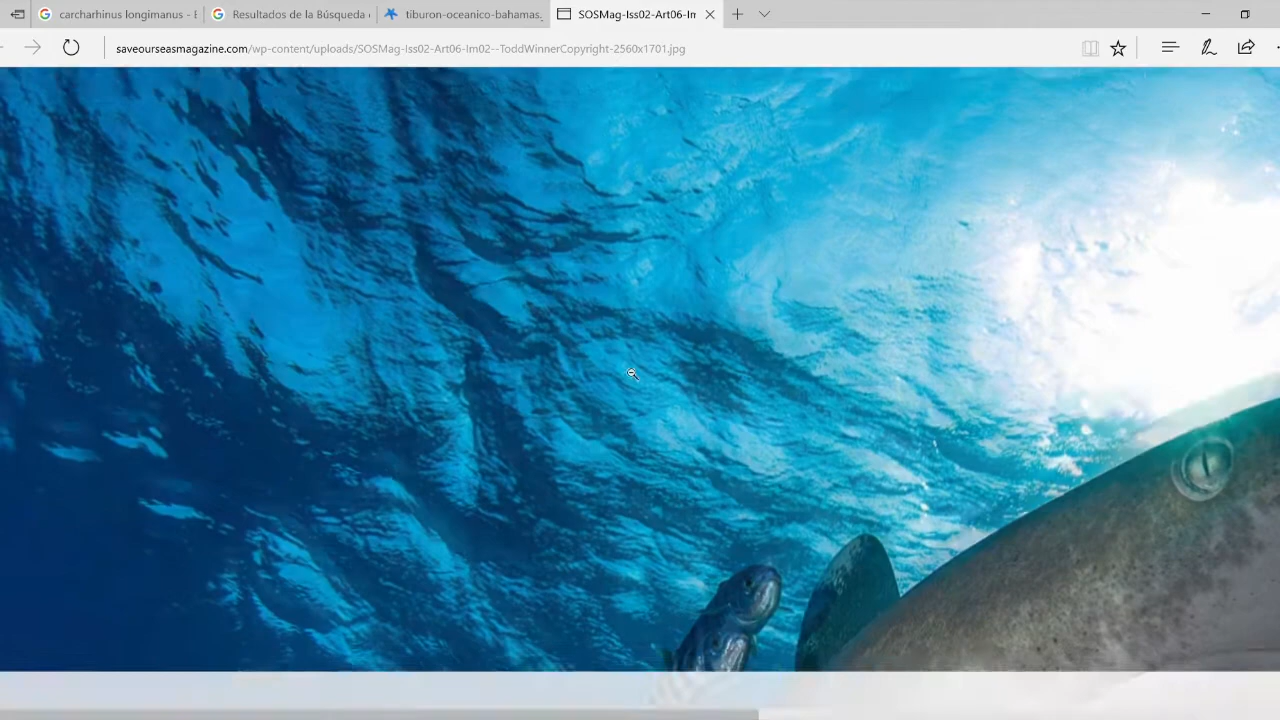 carcharhinus longimanus - B
Resultados de la Búsqueda d
tiburon-oceanico-bahamas.
SOSMag-Iss02-Art06-Im
saveourseasmagazine.com/wp-content/uploads/SOSMag-Iss02-Art06-Im02--ToddWinnerCopyright-2560x1701.jpg